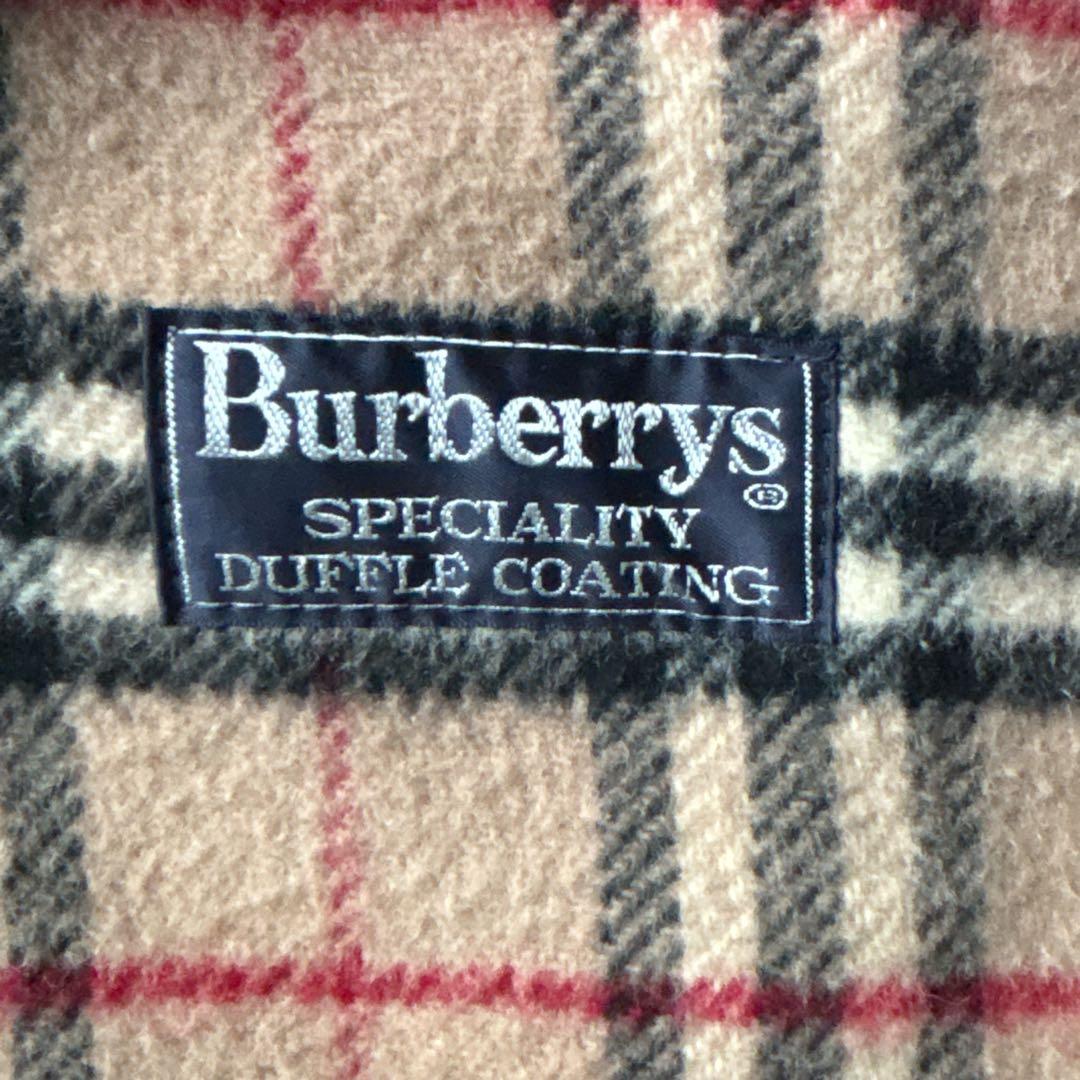 Burberrys
®
SPECIALITY
DUFFLE COATING